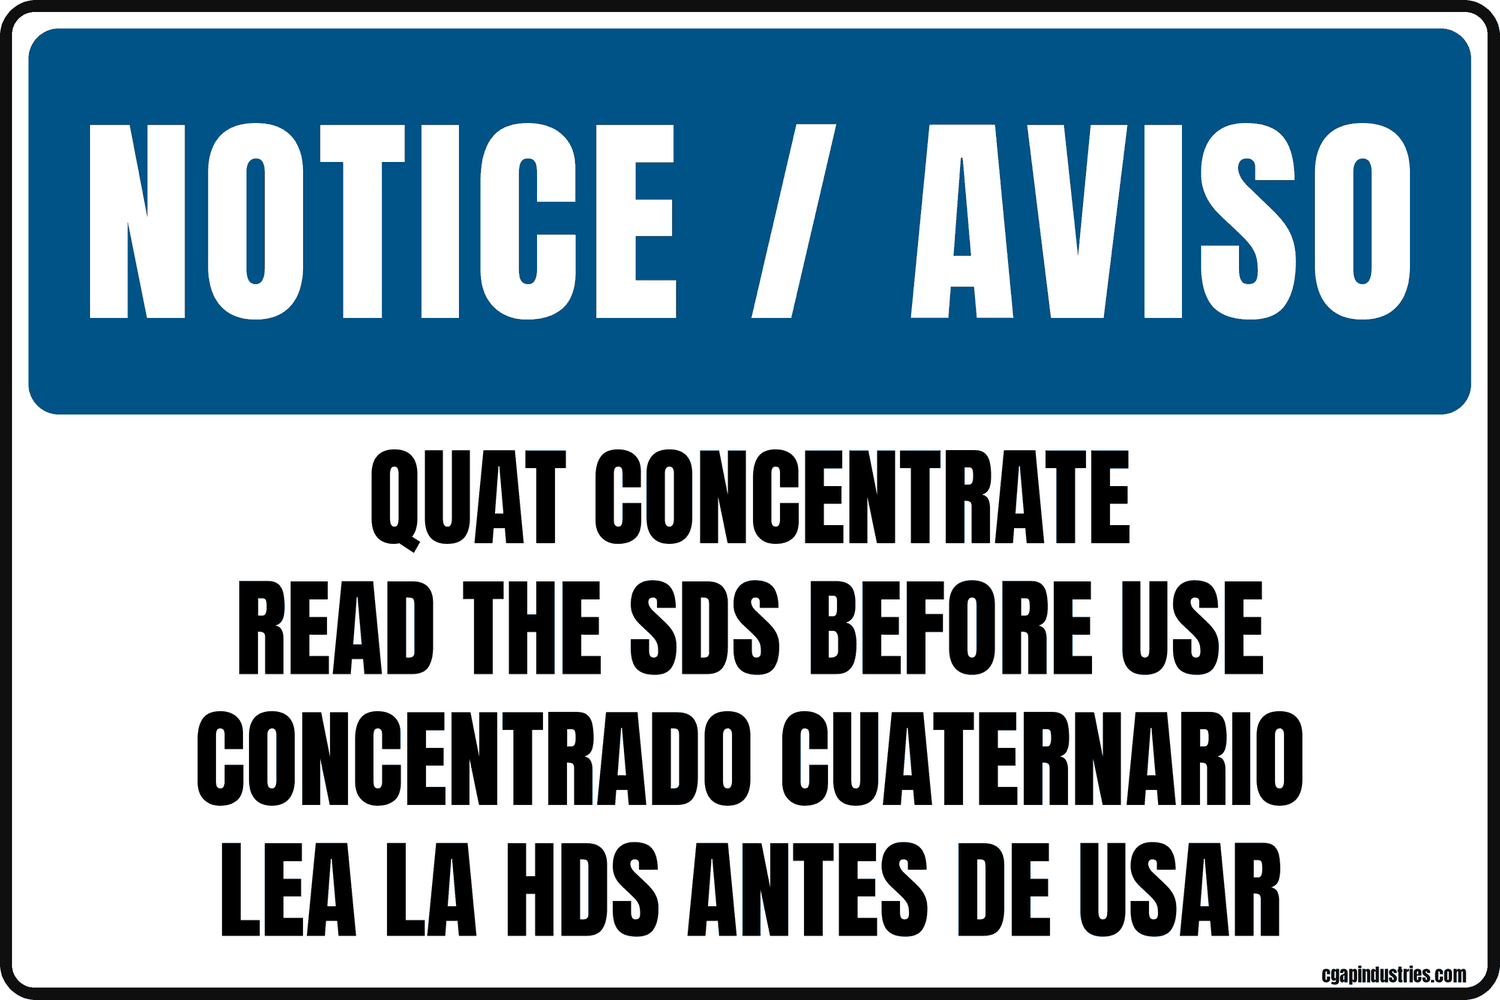 NOTICE / AVISO
QUAT CONCENTRATE
READ THE SDS BEFORE USE
CONCENTRADO CUATERNARIO
LEA LA HDS ANTES DE USAR
cgapindustries.com